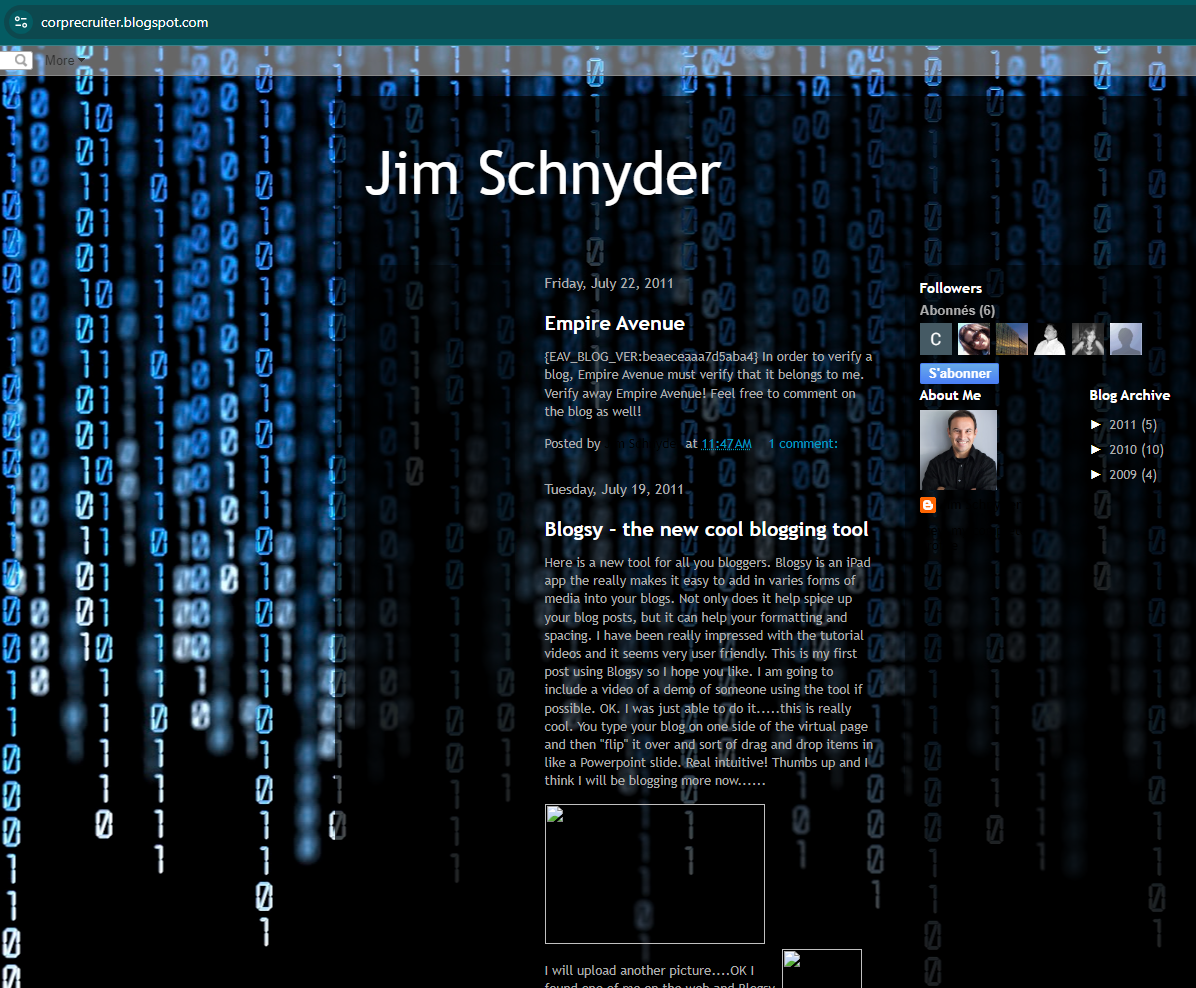 corprecruiter.blogspot.com
More
Jim Schnyder
Friday, July 22, 2011
Empire Avenue
{EAV_BLOG_VER:beaeceaaa7d5aba4} In order to verify a
blog, Empire Avenue must verify that it belongs to me.
Verify away Empire Avenue! Feel free to comment on
the blog as well!
Posted by Jim Schnyder at 11:47 AM 1 comment:
Tuesday, July 19, 2011
Blogsy - the new cool blogging tool
Here is a new tool for all you bloggers. Blogsy is an iPad
app the really makes it easy to add in varies forms of
media into your blogs. Not only does it help spice up
your blog posts, but it can help your formatting and
spacing. I have been really impressed with the tutorial
videos and it seems very user friendly. This is my first
post using Blogsy so I hope you like. I am going to
include a video of a demo of someone using the tool if
possible. OK. I was just able to do it.....this is really
cool. You type your blog on one side of the virtual page
and then "flip" it over and sort of drag and drop items in
like a Powerpoint slide. Real intuitive! Thumbs up and I
think I will be blogging more now......
I will upload another picture....OK I
found one of me on the web and Blogsy
Followers
Abonnés (6)
C
S'abonner
About Me
Blog Archive
► 2011 (5)
► 2010 (10)
► 2009 (4)